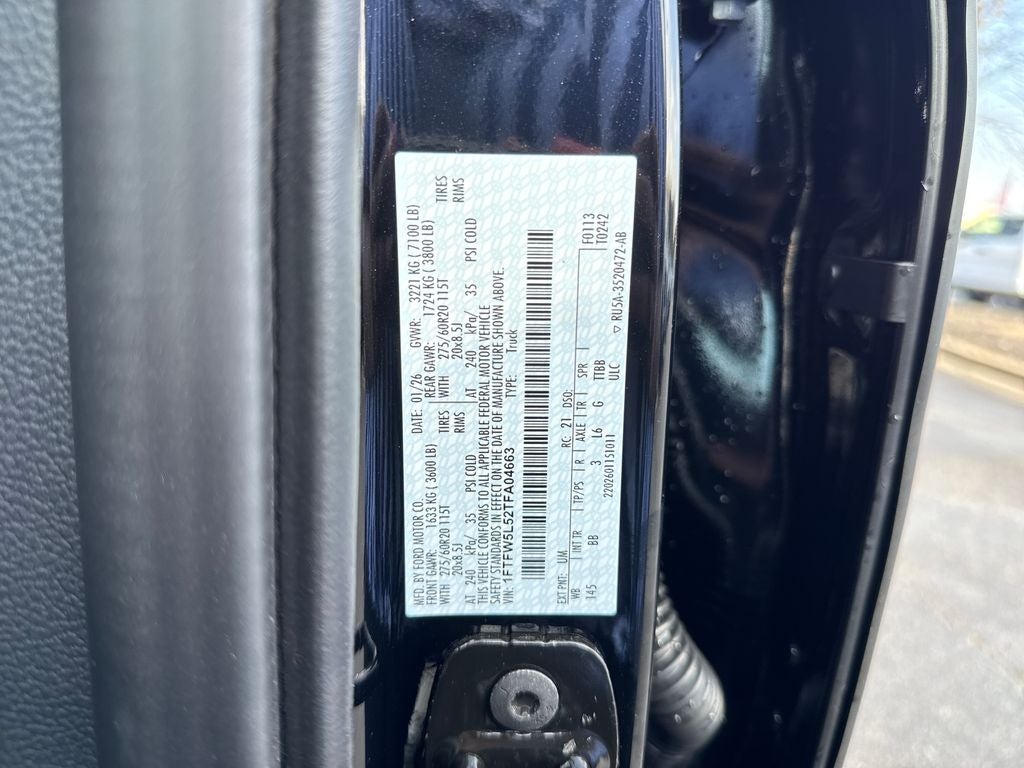 MFD. BY FORD MOTOR CO. DATE: 01/26 GVWR: 3221 KG ( 7100 LB)
FRONT GAWR: 1633 KG ( 3600 LB) REAR GAWR: 1724 KG ( 3800 LB)
WITH 275/60R20 115T TIRES WITH 275/60R20 115T TIRES
20x8.5J RIMS 20x8.5J RIMS
AT 240 kPa/ 35 PSI COLD AT 240 kPa/ 35 PSI COLD
THIS VEHICLE CONFORMS TO ALL APPLICABLE FEDERAL MOTOR VEHICLE
SAFETY STANDARDS IN EFFECT ON THE DATE OF MANUFACTURE SHOWN ABOVE.
VIN: 1FTFW5L52TFA04663 TYPE: Truck
EXT PNT: UM RC: 21 DSO: F0113
WB INT TR TP/PS R AXLE TR SPR T0242
145 BB 3 L6 G TTBB
2202601151011 ULC ▽ RU5A-3520472-AB